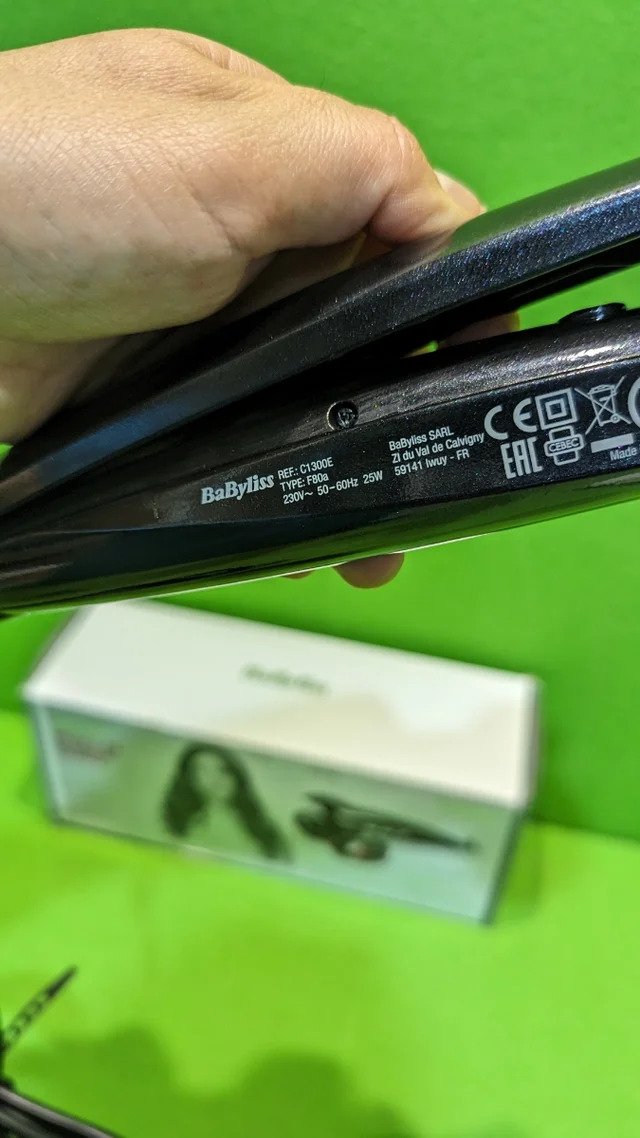 BaByliss
REF.: C1300E
TYPE: F80a
230V~ 50-60Hz 25W
BaByliss SARL
ZI du Val de Calvigny
59141 Iwuy - FR
CE
EAC
CEBEC
Made